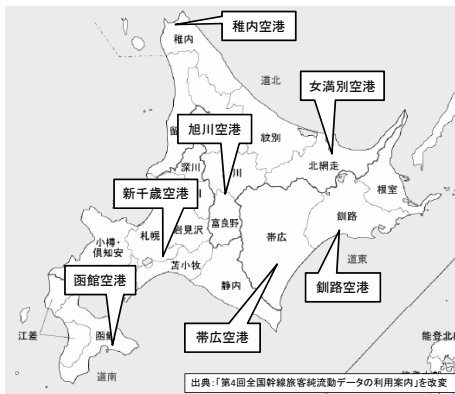 稚内空港
稚内
女満別空港
道北
旭川空港
留
紋別
深川
川
北網走
新千歳空港
根室
釧路
札幌
岩見沢
富良野
帯広
小樽・
倶知安
苫小牧
道東
函館空港
静内
釧路空港
帯広空港
江差
函館
能登北
道南
出典:「第4回全国幹線旅客純流動データの利用案内」を改変